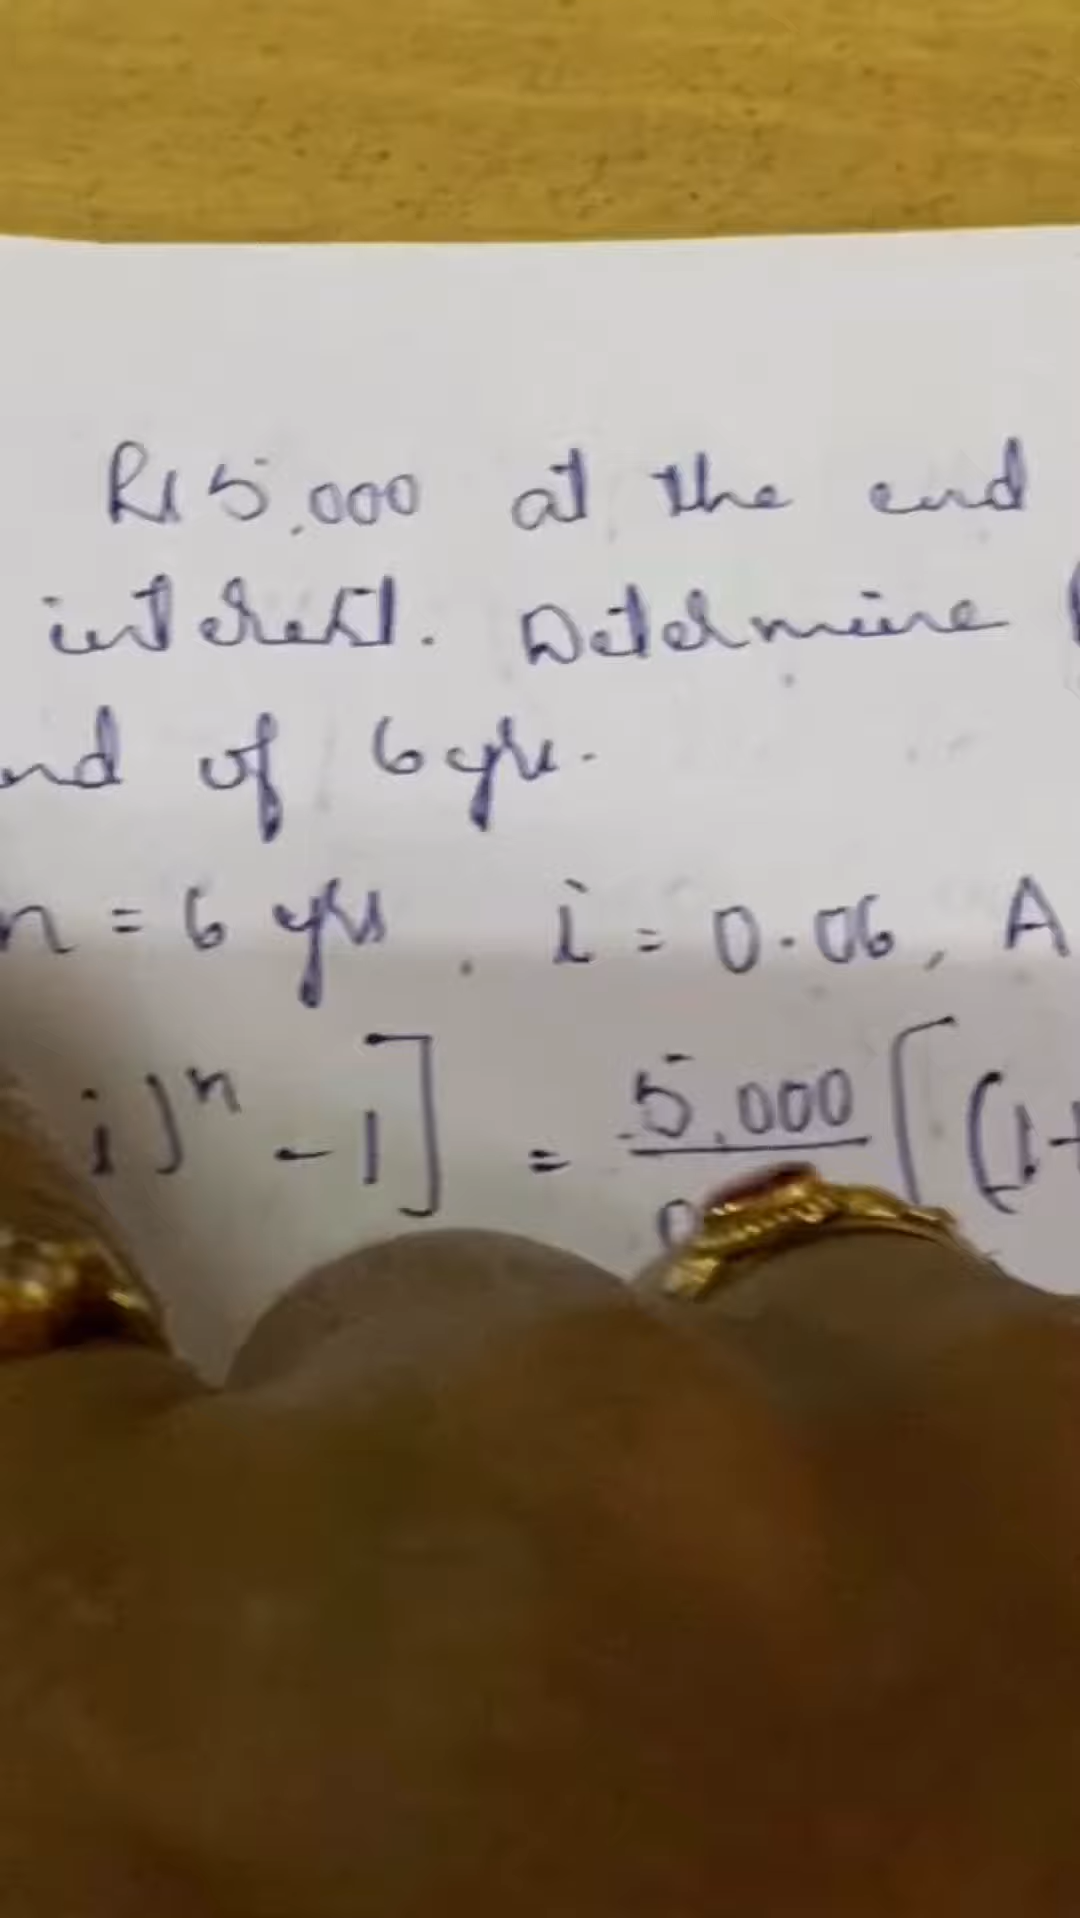 Rs 5,000 at the end
interest. Determine
nd of 6 yrs.
n = 6 yrs, i = 0.06, A
i)ⁿ - 1] = 5,000/0 [(1+